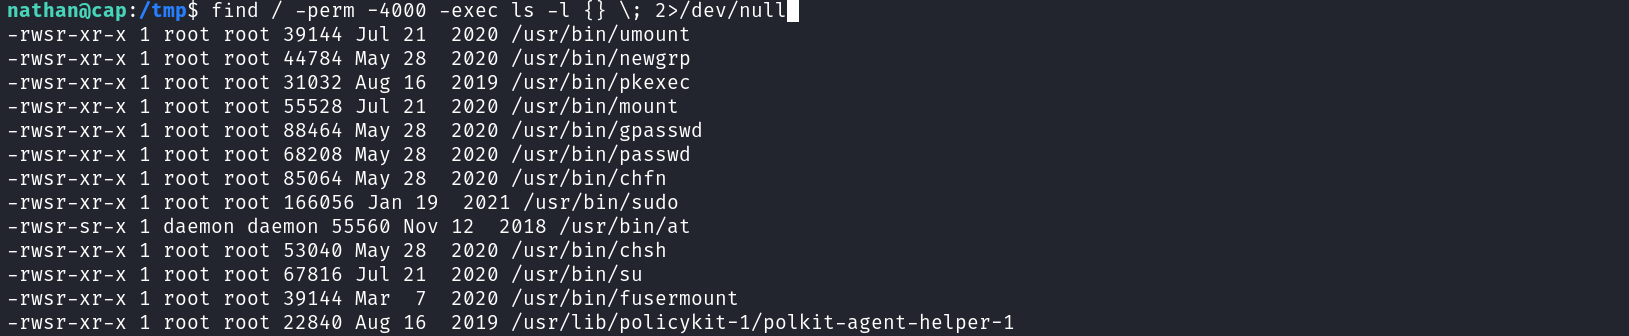 nathan@cap:/tmp$ find / -perm -4000 -exec ls -l {} \; 2>/dev/null
-rwsr-xr-x 1 root root 39144 Jul 21  2020 /usr/bin/umount
-rwsr-xr-x 1 root root 44784 May 28  2020 /usr/bin/newgrp
-rwsr-xr-x 1 root root 31032 Aug 16  2019 /usr/bin/pkexec
-rwsr-xr-x 1 root root 55528 Jul 21  2020 /usr/bin/mount
-rwsr-xr-x 1 root root 88464 May 28  2020 /usr/bin/gpasswd
-rwsr-xr-x 1 root root 68208 May 28  2020 /usr/bin/passwd
-rwsr-xr-x 1 root root 85064 May 28  2020 /usr/bin/chfn
-rwsr-xr-x 1 root root 166056 Jan 19  2021 /usr/bin/sudo
-rwsr-sr-x 1 daemon daemon 55560 Nov 12  2018 /usr/bin/at
-rwsr-xr-x 1 root root 53040 May 28  2020 /usr/bin/chsh
-rwsr-xr-x 1 root root 67816 Jul 21  2020 /usr/bin/su
-rwsr-xr-x 1 root root 39144 Mar  7  2020 /usr/bin/fusermount
-rwsr-xr-x 1 root root 22840 Aug 16  2019 /usr/lib/policykit-1/polkit-agent-helper-1